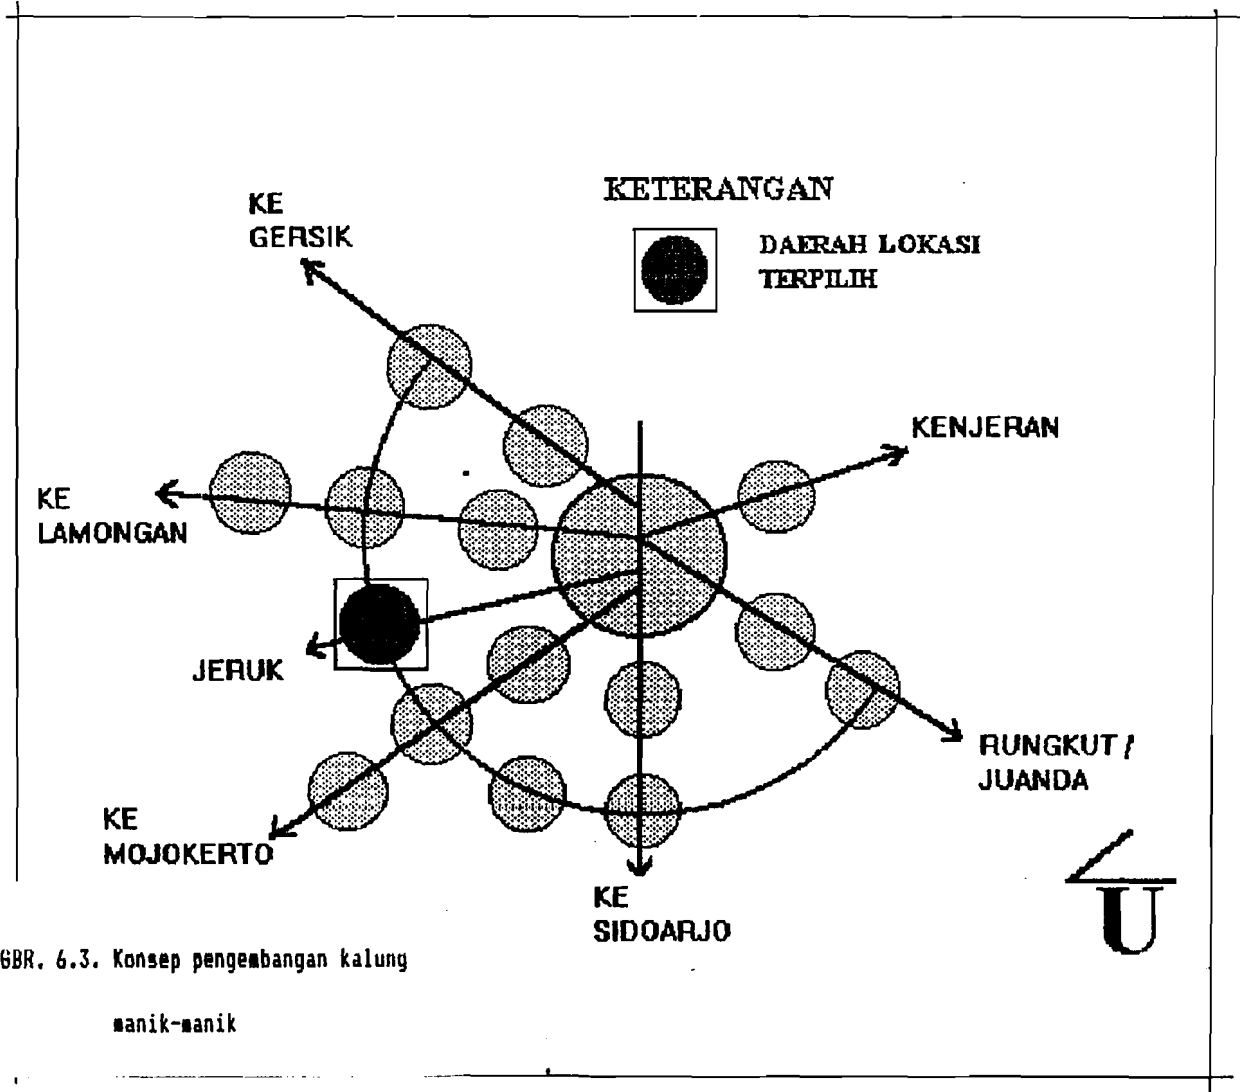 KETERANGAN
DAERAH LOKASI
TERPILIH
KE
GERSIK
KENJERAN
KE
LAMONGAN
JERUK
RUNGKUT /
JUANDA
KE
MOJOKERTO
KE
SIDOARJO
U
GBR. 6.3. Konsep pengembangan kalung
manik-manik